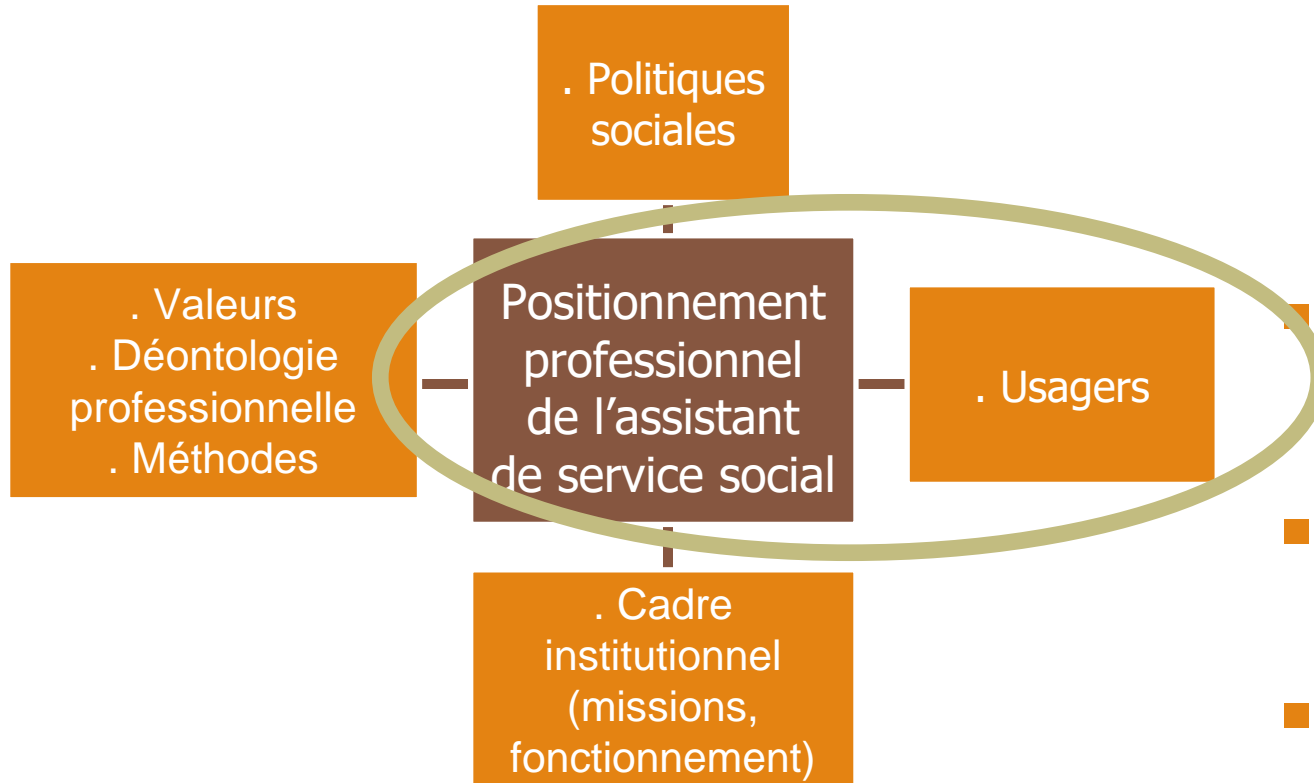 . Politiques
sociales
. Valeurs
. Déontologie
professionnelle
. Méthodes
Positionnement
professionnel
de l’assistant
de service social
. Usagers
. Cadre
institutionnel
(missions,
fonctionnement)